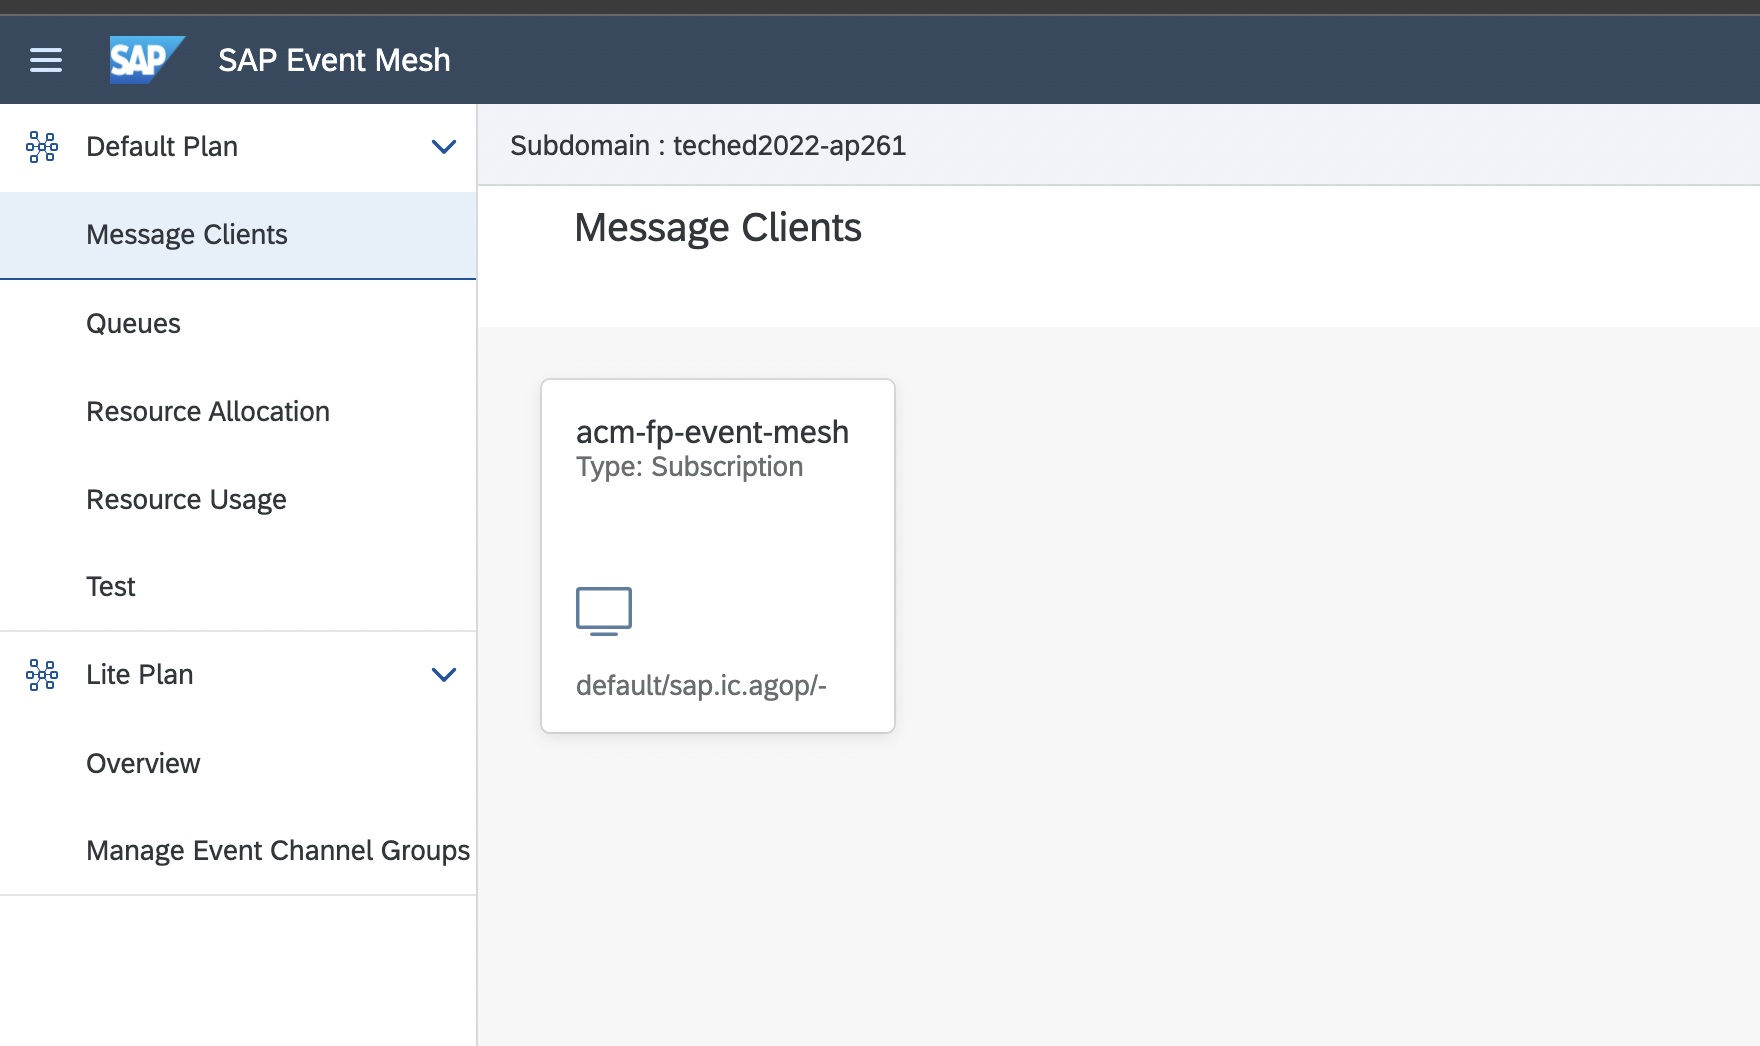 SAP SAP Event Mesh
Default Plan
Message Clients
Queues
Resource Allocation
Resource Usage
Test
Lite Plan
Overview
Manage Event Channel Groups
Subdomain : teched2022-ap261
Message Clients
acm-fp-event-mesh
Type: Subscription
default/sap.ic.agop/-